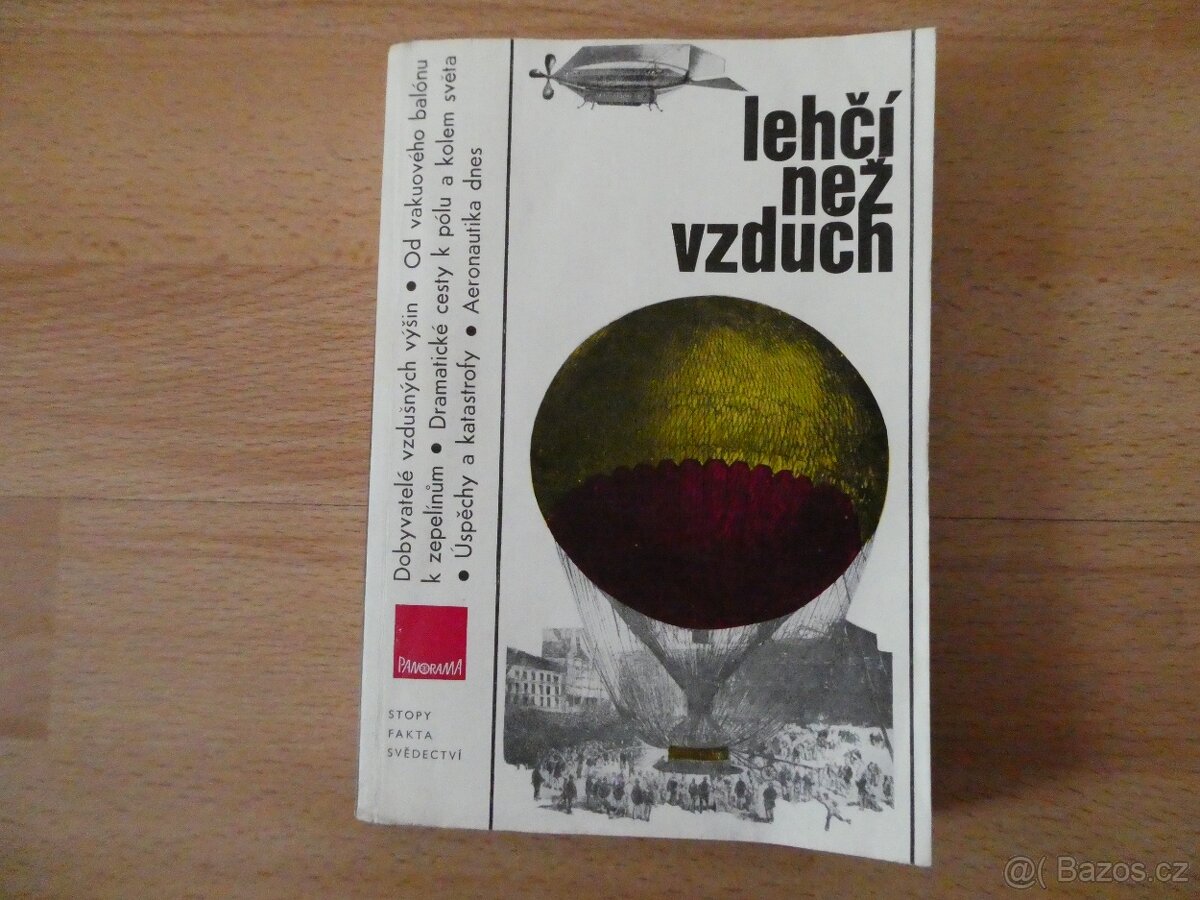 lehčí
než
vzduch
Dobyvatelé vzdušných výšin • Od vakuového balónu
k zepelínům • Dramatické cesty k pólu a kolem světa
• Úspěchy a katastrofy • Aeronautika dnes
PANORAMA
STOPY
FAKTA
SVĚDECTVÍ
@( Bazos.cz